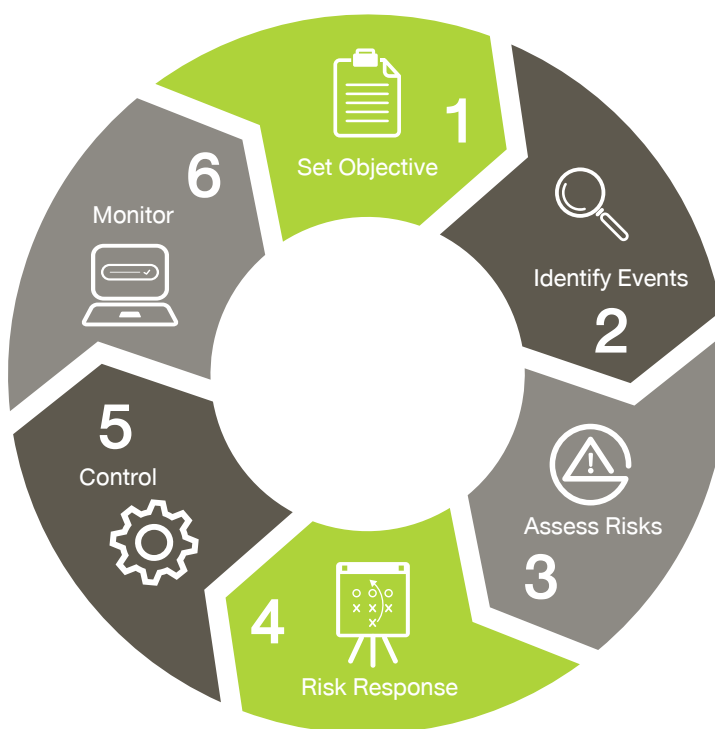 1
Set Objective
Identify Events
2
Assess Risks
3
4
Risk Response
5
Control
6
Monitor